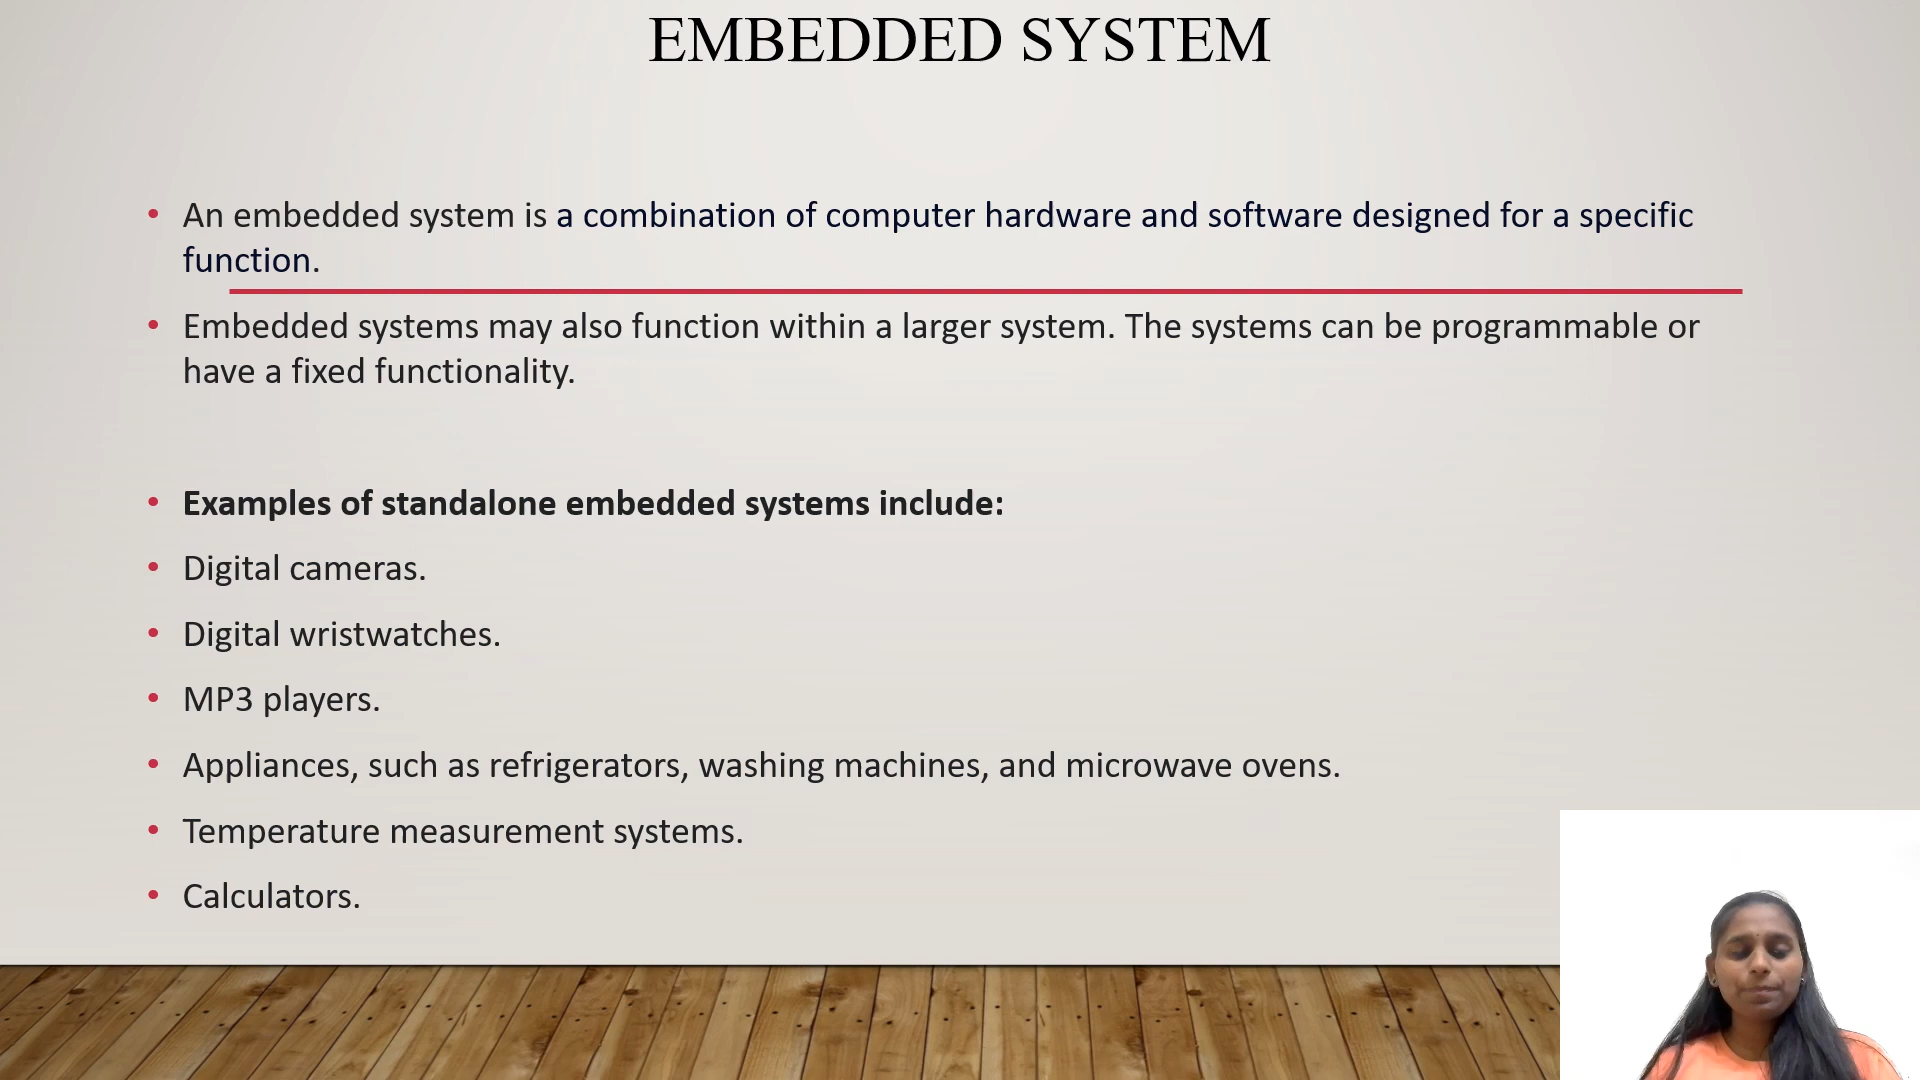 EMBEDDED SYSTEM
• An embedded system is a combination of computer hardware and software designed for a specific
function.
• Embedded systems may also function within a larger system. The systems can be programmable or
have a fixed functionality.
• Examples of standalone embedded systems include:
• Digital cameras.
• Digital wristwatches.
• MP3 players.
• Appliances, such as refrigerators, washing machines, and microwave ovens.
• Temperature measurement systems.
• Calculators.